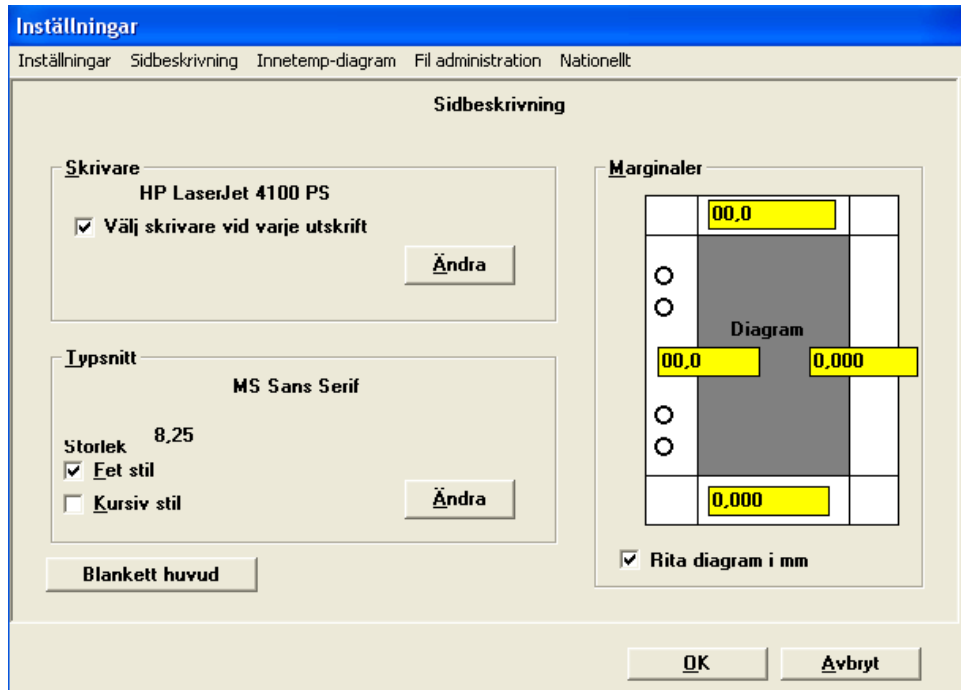 Inställningar
Inställningar Sidbeskrivning Innetemp-diagram Fil administration Nationellt
Sidbeskrivning
Skrivare
HP LaserJet 4100 PS
Välj skrivare vid varje utskrift
Ändra
Typsnitt
MS Sans Serif
Storlek 8,25
Fet stil
Kursiv stil
Ändra
Blankett huvud
Marginaler
00,0
Diagram
00,0 0,000
0,000
Rita diagram i mm
OK Avbryt